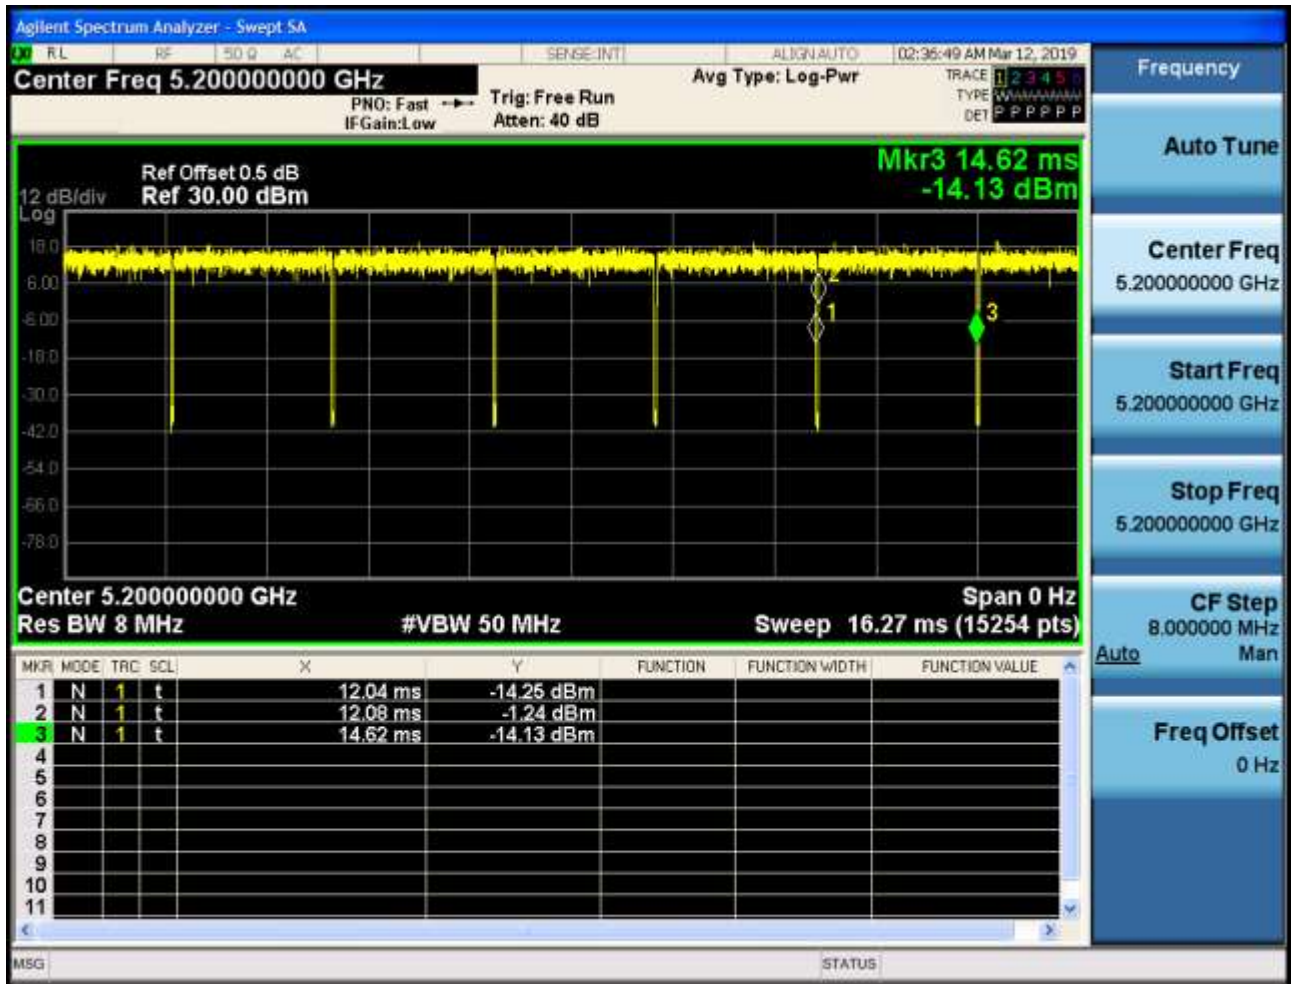 Agilent Spectrum Analyzer - Swept SA
RL RF 50 Ω AC SENSE:INT ALIGN AUTO 02:36:49 AM Mar 12, 2019
Center Freq 5.200000000 GHz
PNO: Fast
IFGain:Low
Trig: Free Run
Atten: 40 dB
Avg Type: Log-Pwr
TRACE 1 2 3 4 5 6
TYPE
DET P P P P P P
Frequency
Auto Tune
Center Freq
5.200000000 GHz
Start Freq
5.200000000 GHz
Stop Freq
5.200000000 GHz
CF Step
8.000000 MHz
Auto Man
Freq Offset
0 Hz
Mkr3 14.62 ms
-14.13 dBm
Ref Offset 0.5 dB
12 dB/div Ref 30.00 dBm
Log
18.0
6.00
-6.00
-18.0
-30.0
-42.0
-54.0
-66.0
-78.0
2
1
3
Center 5.200000000 GHz Span 0 Hz
Res BW 8 MHz #VBW 50 MHz Sweep 16.27 ms (15254 pts)
MKR MODE TRC SCL X Y FUNCTION FUNCTION WIDTH FUNCTION VALUE
1 N 1 t 12.04 ms -14.25 dBm
2 N 1 t 12.08 ms -1.24 dBm
3 N 1 t 14.62 ms -14.13 dBm
4
5
6
7
8
9
10
11
MSG STATUS